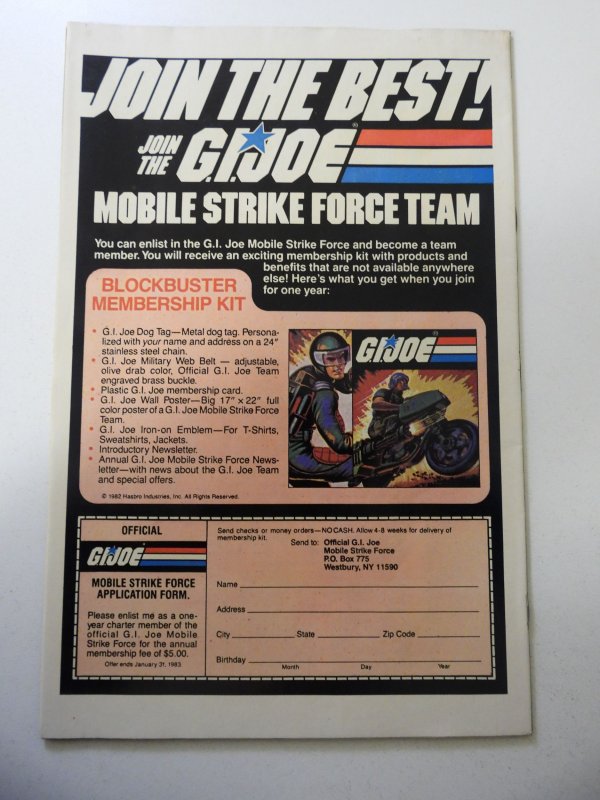 JOIN THE BEST!
JOIN
THE G.I. JOE®
MOBILE STRIKE FORCE TEAM
You can enlist in the G.I. Joe Mobile Strike Force and become a team
member. You will receive an exciting membership kit with products and
benefits that are not available anywhere
else! Here's what you get when you join
for one year:
BLOCKBUSTER
MEMBERSHIP KIT
• G.I. Joe Dog Tag—Metal dog tag. Persona-
lized with your name and address on a 24"
stainless steel chain.
• G.I. Joe Military Web Belt — adjustable,
olive drab color, Official G.I. Joe Team
engraved brass buckle.
• Plastic G.I. Joe membership card.
• G.I. Joe Wall Poster—Big 17" × 22" full
color poster of a G.I. Joe Mobile Strike Force
Team.
• G.I. Joe Iron-on Emblem—For T-Shirts,
Sweatshirts, Jackets.
• Introductory Newsletter.
• Annual G.I. Joe Mobile Strike Force News-
letter—with news about the G.I. Joe Team
and special offers.
© 1982 Hasbro Industries, Inc. All Rights Reserved.
G.I. JOE
OFFICIAL
G.I. JOE
MOBILE STRIKE FORCE
APPLICATION FORM.
Please enlist me as a one-
year charter member of the
official G.I. Joe Mobile
Strike Force for the annual
membership fee of $5.00.
Offer ends January 31, 1983.
Send checks or money orders—NO CASH. Allow 4-8 weeks for delivery of
membership kit.
Send to: Official G.I. Joe
Mobile Strike Force
P.O. Box 775
Westbury, NY 11590
Name
Address
City State Zip Code
Birthday
Month Day Year